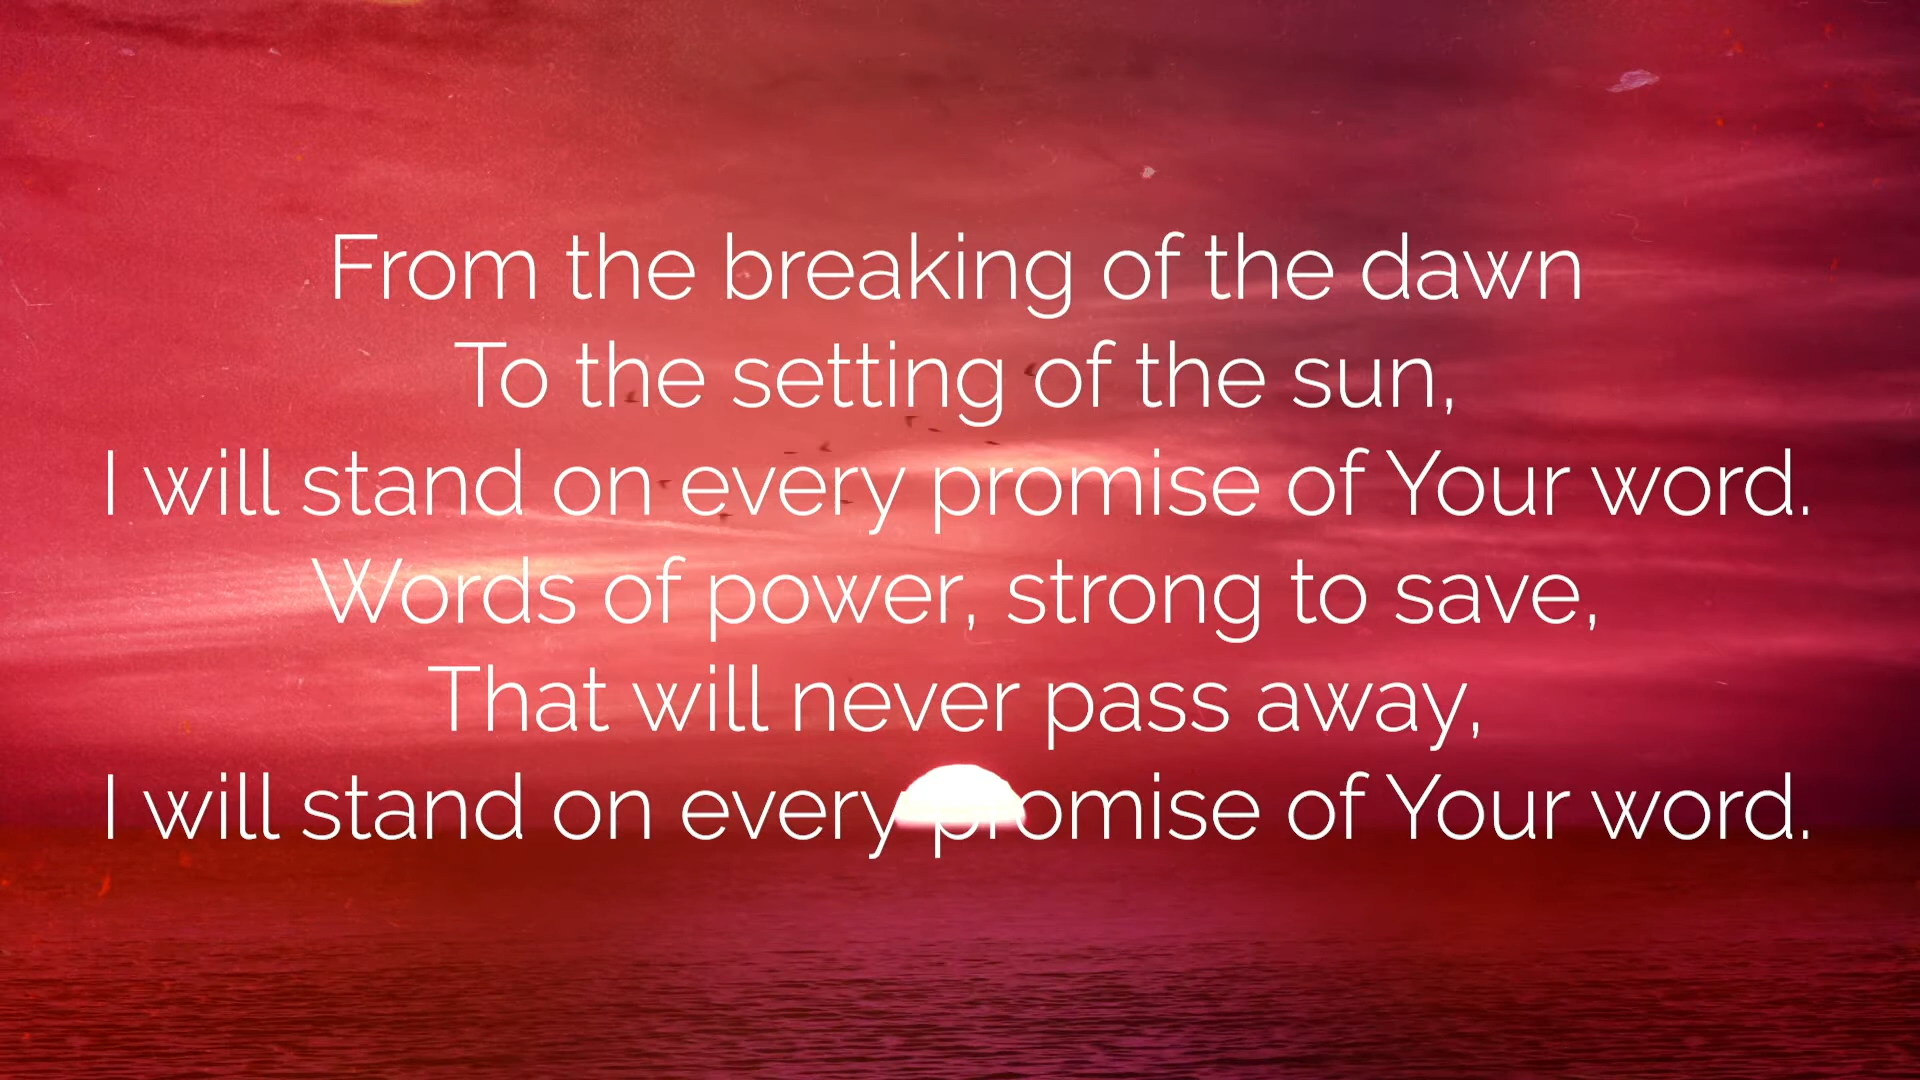 From the breaking of the dawn
To the setting of the sun,
I will stand on every promise of Your word.
Words of power, strong to save,
That will never pass away,
I will stand on every promise of Your word.